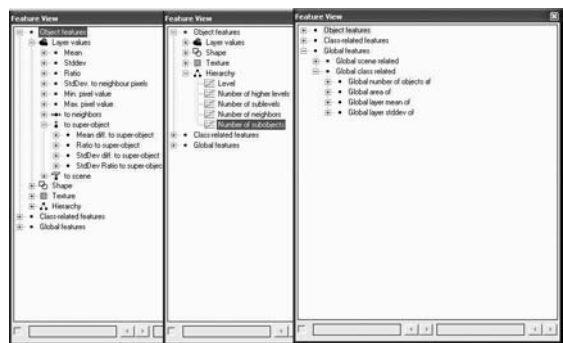 Feature View
Object features
Layer values
Mean
Stddev
Ratio
StdDev. to neighbour pixels
Min. pixel value
Max. pixel value
to neighbors
to super-object
Mean diff. to super-object
Ratio to super-object
StdDev diff. to super-object
StdDev Ratio to super-objec
to scene
Shape
Texture
Hierarchy
Class-related features
Global features
Feature View
Object features
Layer values
Shape
Texture
Hierarchy
Level
Number of higher levels
Number of sublevels
Number of neighbors
Number of subobjects
Class-related features
Global features
Feature View
Object features
Class-related features
Global features
Global scene related
Global class related
Global number of objects of
Global area of
Global layer mean of
Global layer stddev of